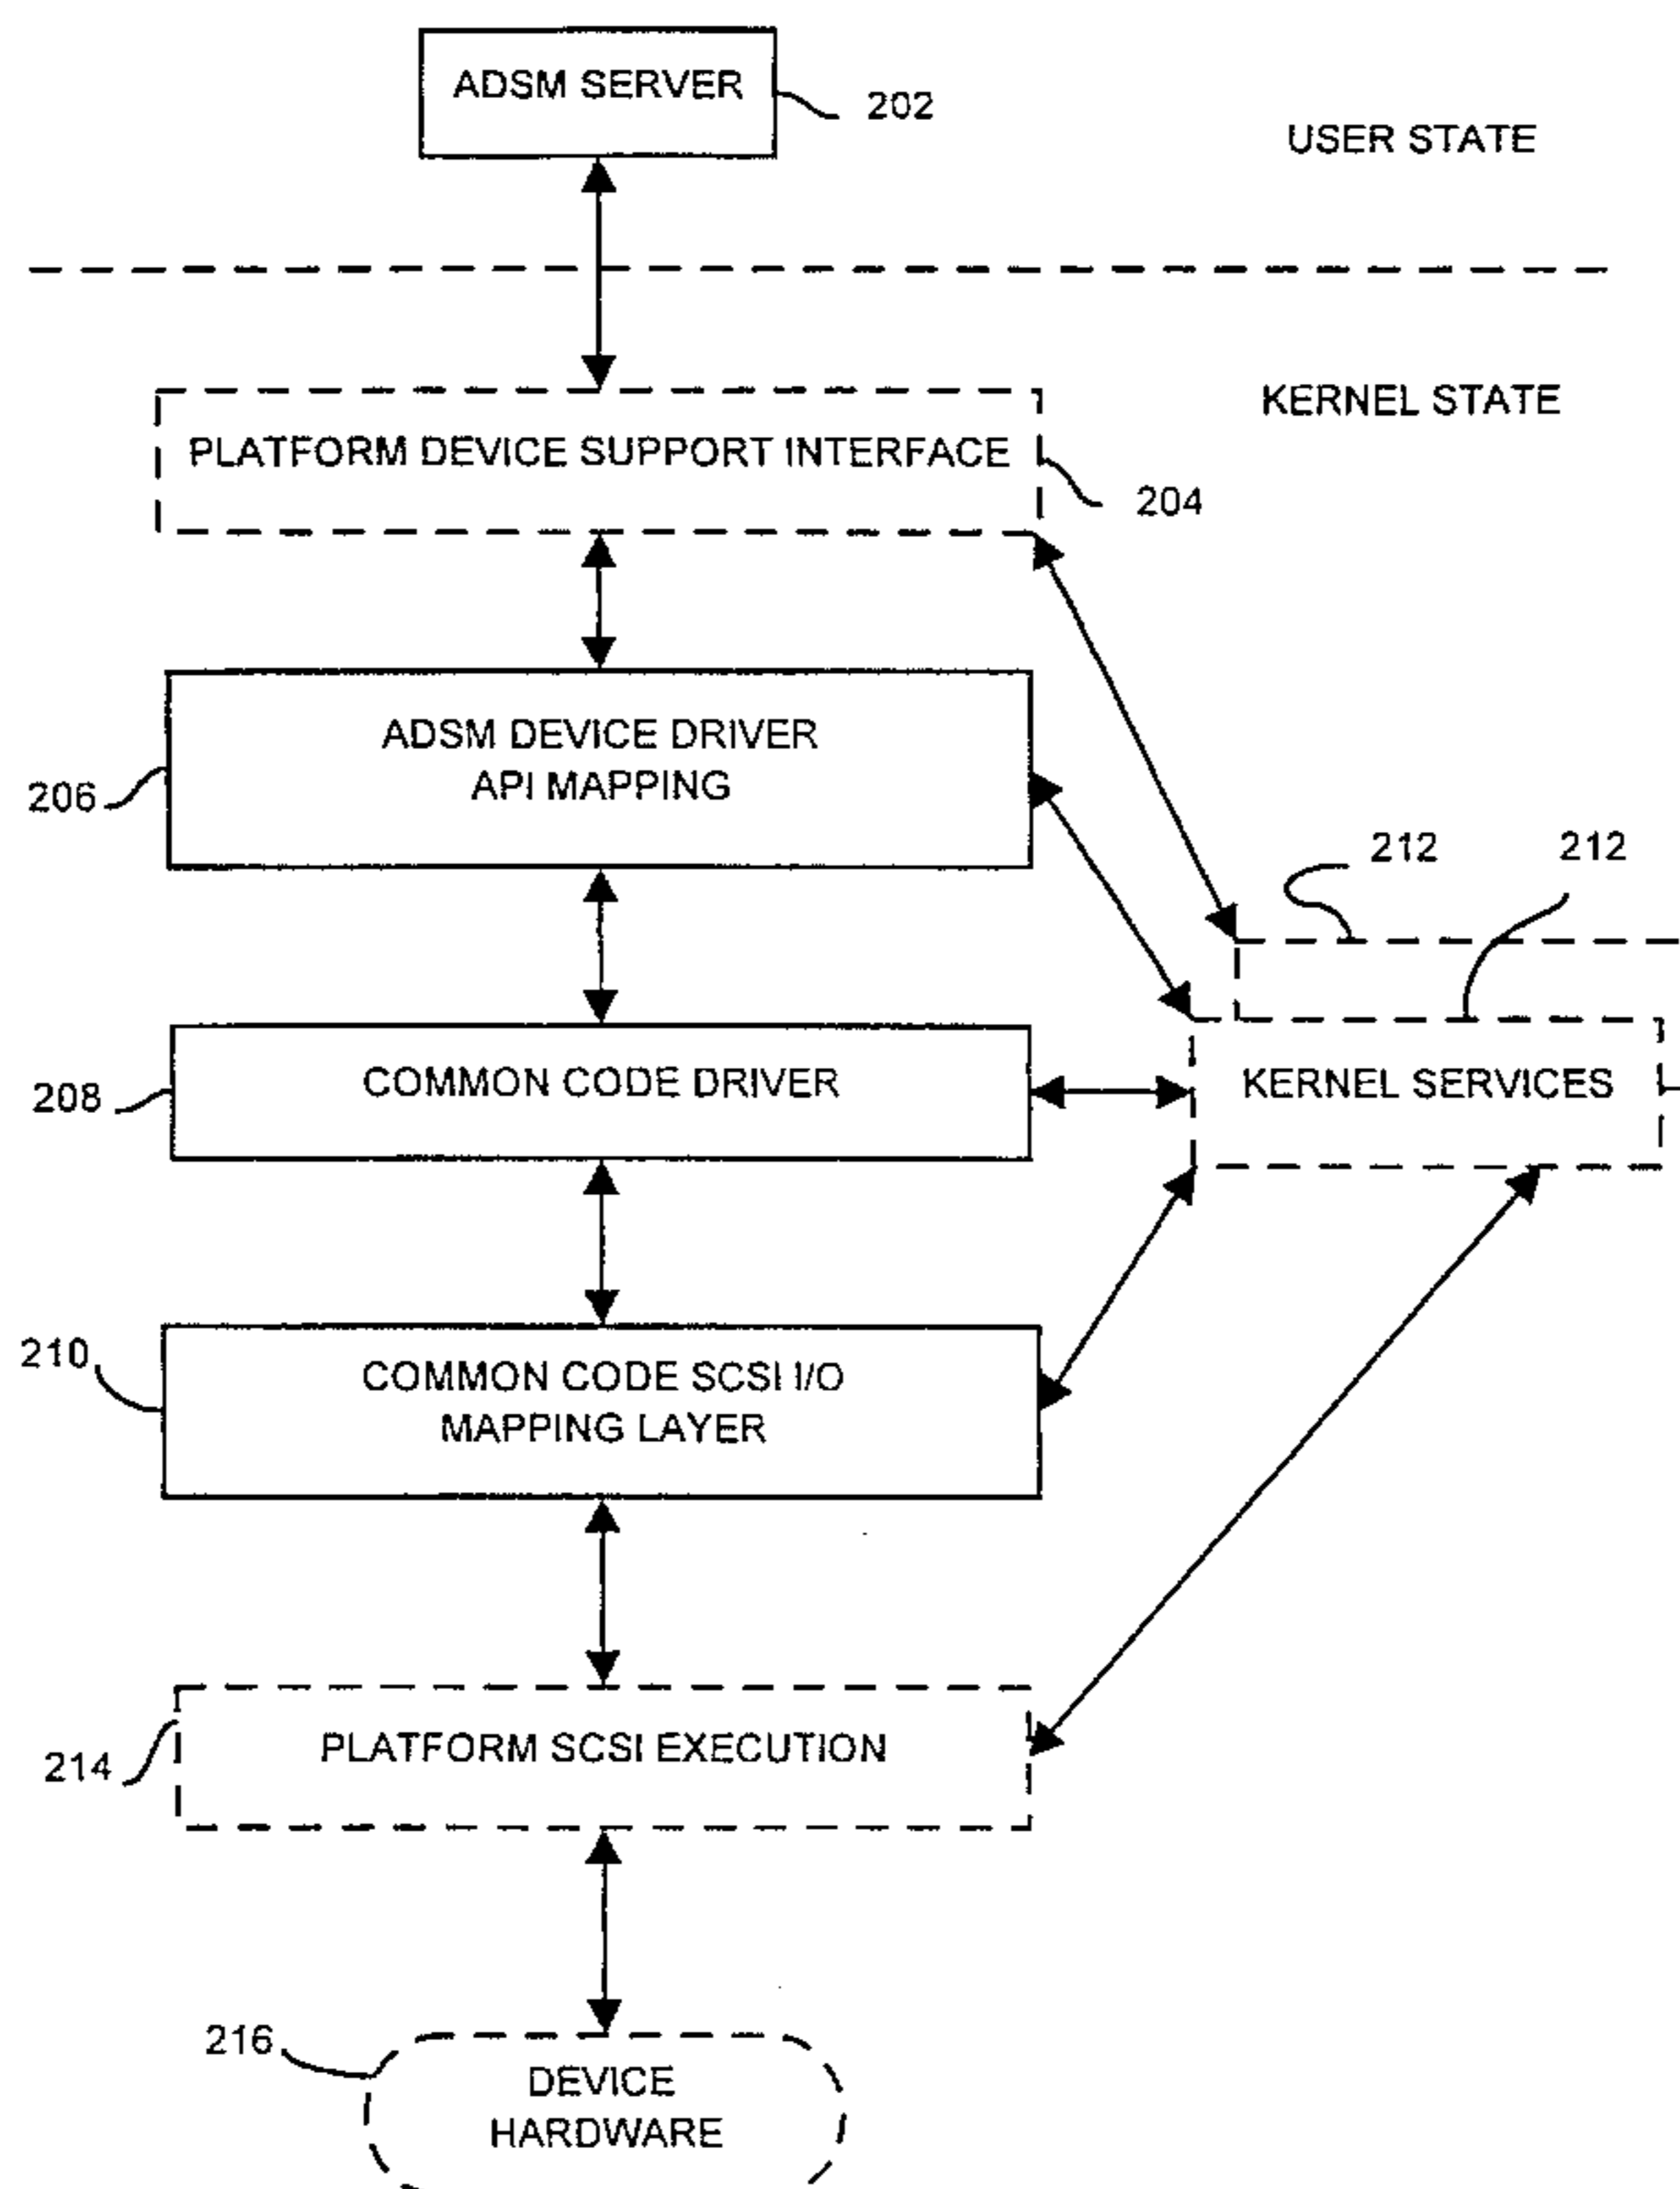 ADSM SERVER
202
USER STATE
KERNEL STATE
PLATFORM DEVICE SUPPORT INTERFACE
204
ADSM DEVICE DRIVER
API MAPPING
206
212
212
COMMON CODE DRIVER
208
KERNEL SERVICES
210
COMMON CODE SCSI I/O
MAPPING LAYER
PLATFORM SCSI EXECUTION
214
216
DEVICE
HARDWARE